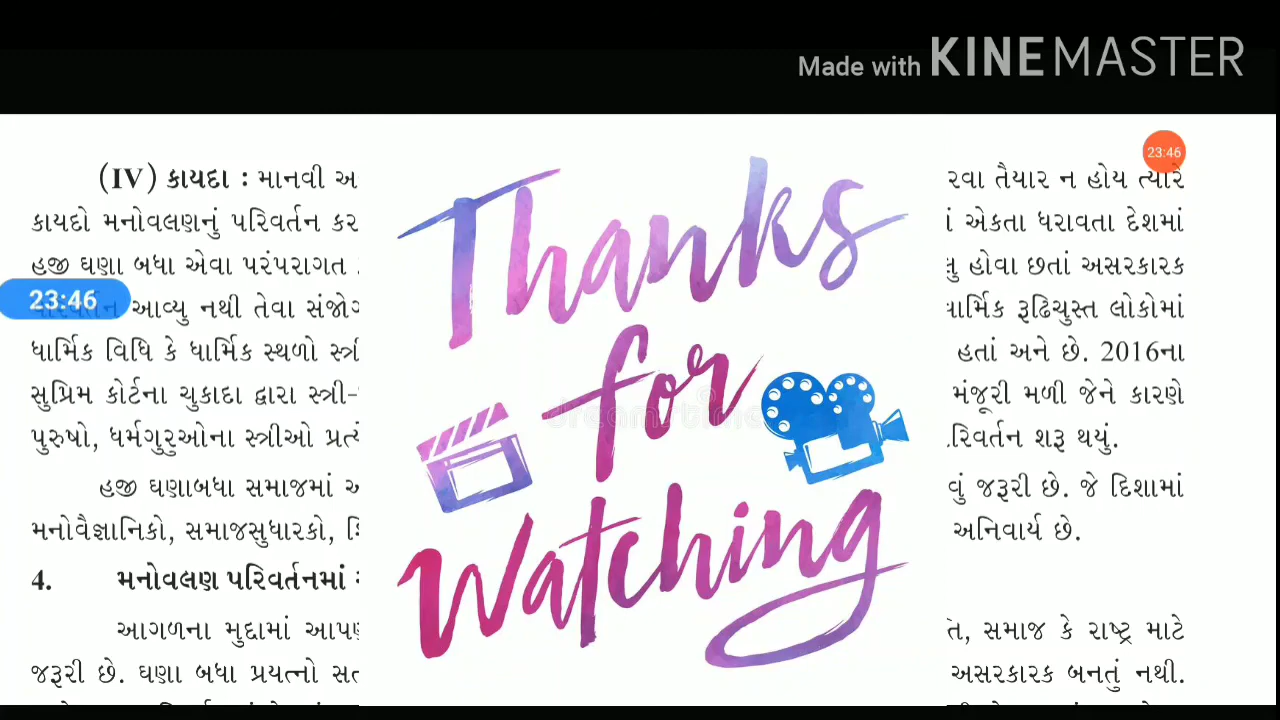 Made with KINEMASTER
23:46
(IV) કાયદા : માનવી અ
રવા તૈયાર ન હોય ત્યારે
કાયદો મનોવલણનું પરિવર્તન કર
એકતા ધરાવતા દેશમાં
હજી ઘણા બધા એવા પરંપરાગત
હોવા છતાં અસરકારક
23:46
આવ્યુ નથી તેવા સંજોગ
રૂઢિચુસ્ત લોકોમાં
ધાર્મિક વિધિ કે ધાર્મિક સ્થળો સ્ત્રી
હતાં અને છે. 2016ના
સુપ્રિમ કોર્ટના ચુકાદા દ્વારા સ્ત્રી-
મંજૂરી મળી જેને કારણે
પુરુષો, ધર્મગુરુઓના સ્ત્રીઓ પ્રત્યે
રિવર્તન શરૂ થયું.
હજી ઘણાબધા સમાજમાં
વું જરૂરી છે. જે દિશામાં
મનોવૈજ્ઞાનિકો, સમાજસુધારકો,
અનિવાર્ય છે.
4. મનોવલણ પરિવર્તનમાં
આગળના મુદ્દામાં આપણ
તિ, સમાજ કે રાષ્ટ્ર માટે
જરૂરી છે. ઘણા બધા પ્રયત્નો સત
અસરકારક બનતું નથી.
Thanks
for
Watching
dreamstime